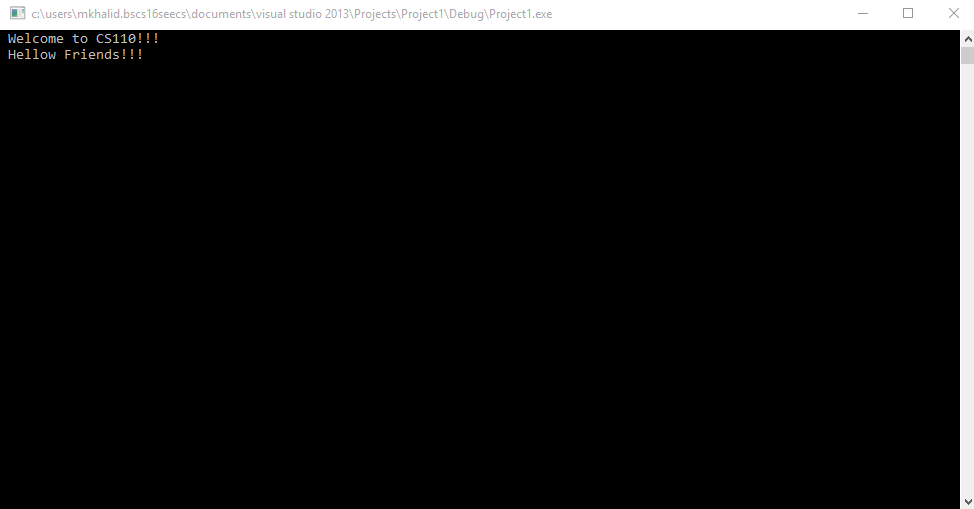 c:\users\mkhalid.bscs16seecs\documents\visual studio 2013\Projects\Project1\Debug\Project1.exe
Welcome to CS110!!!
Hellow Friends!!!